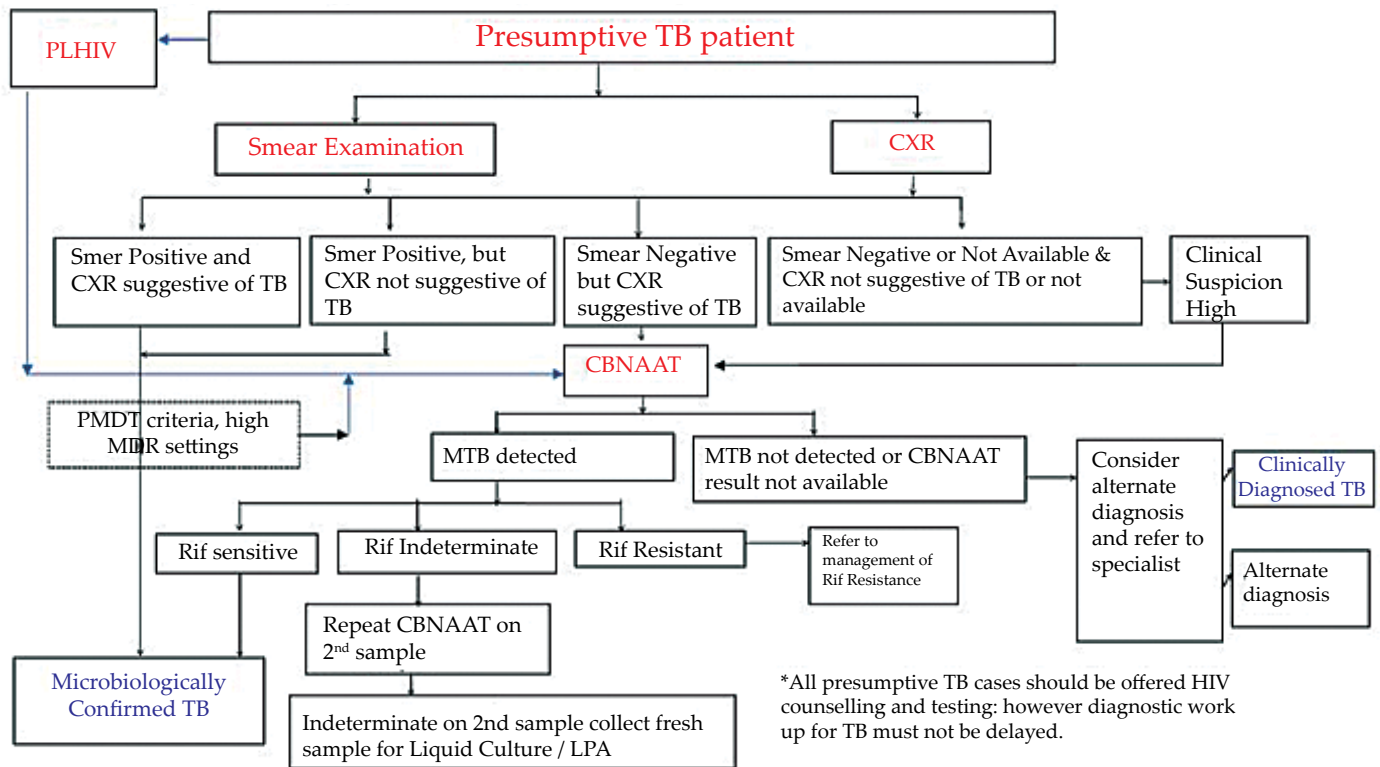 Presumptive TB patient
PLHIV
Smear Examination
CXR
Smer Positive and
CXR suggestive of TB
Smer Positive, but
CXR not suggestive of
TB
Smear Negative
but CXR
suggestive of TB
Smear Negative or Not Available &
CXR not suggestive of TB or not
available
Clinical
Suspicion
High
CBNAAT
PMDT criteria, high
MDR settings
MTB detected
MTB not detected or CBNAAT
result not available
Consider
alternate
diagnosis
and refer to
specialist
Clinically
Diagnosed TB
Alternate
diagnosis
Rif sensitive
Rif Indeterminate
Rif Resistant
Refer to
management of
Rif Resistance
Repeat CBNAAT on
2nd sample
Microbiologically
Confirmed TB
Indeterminate on 2nd sample collect fresh
sample for Liquid Culture / LPA
*All presumptive TB cases should be offered HIV
counselling and testing: however diagnostic work
up for TB must not be delayed.